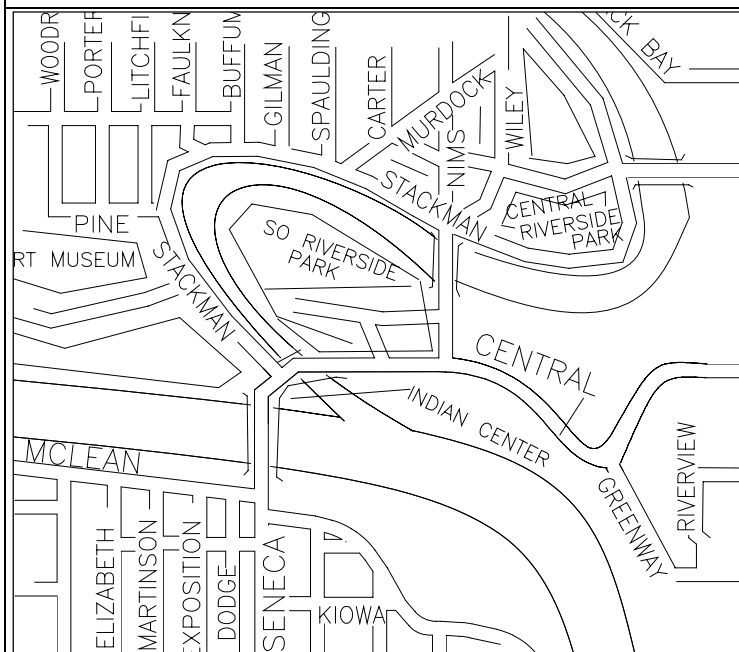 WOODR
PORTER
LITCHFI
FAULKN
BUFFUM
GILMAN
SPAULDING
CARTER
MURDOCK
NIMS
WILEY
CK BAY
STACKMAN
CENTRAL
RIVERSIDE
PARK
PINE
RT MUSEUM
STACKMAN
SO RIVERSIDE
PARK
CENTRAL
INDIAN CENTER
MCLEAN
GREENWAY
RIVERVIEW
ELIZABETH
MARTINSON
EXPOSITION
DODGE
SENECA
KIOWA